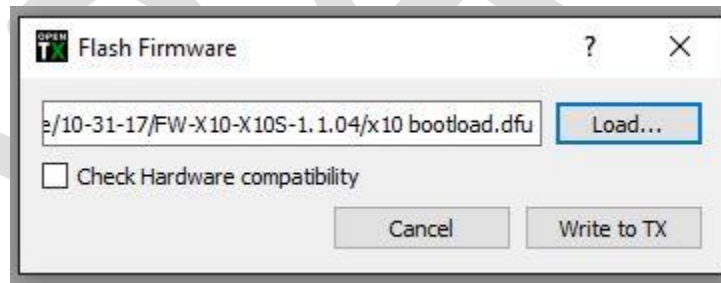 OPEN
TX Flash Firmware ?
e/10-31-17/FW-X10-X10S-1.1.04/x10 bootload.dfu Load...
Check Hardware compatibility
Cancel Write to TX